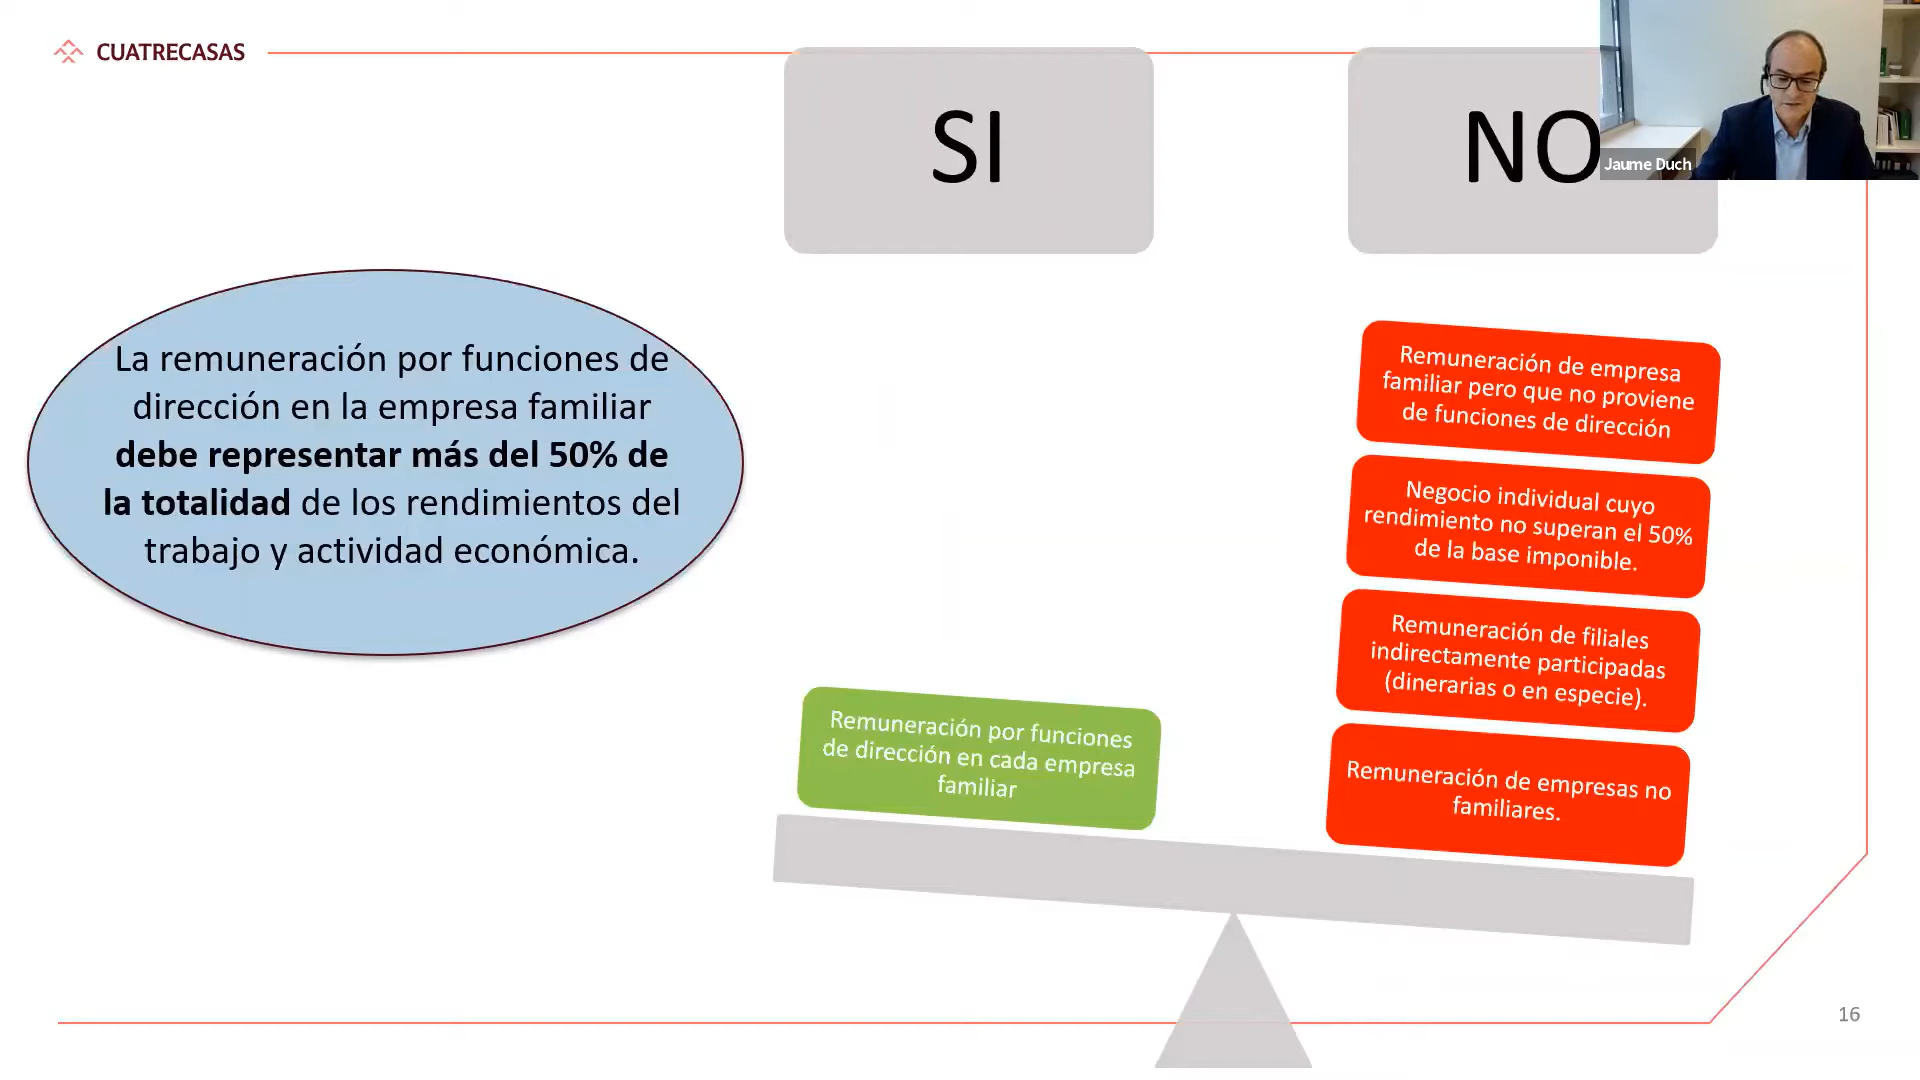 CUATRECASAS
SI
NO
Jaume Duch
La remuneración por funciones de
dirección en la empresa familiar
debe representar más del 50% de
la totalidad de los rendimientos del
trabajo y actividad económica.
Remuneración por funciones
de dirección en cada empresa
familiar
Remuneración de empresa
familiar pero que no proviene
de funciones de dirección
Negocio individual cuyo
rendimiento no superan el 50%
de la base imponible.
Remuneración de filiales
indirectamente participadas
(dinerarias o en especie).
Remuneración de empresas no
familiares.
16